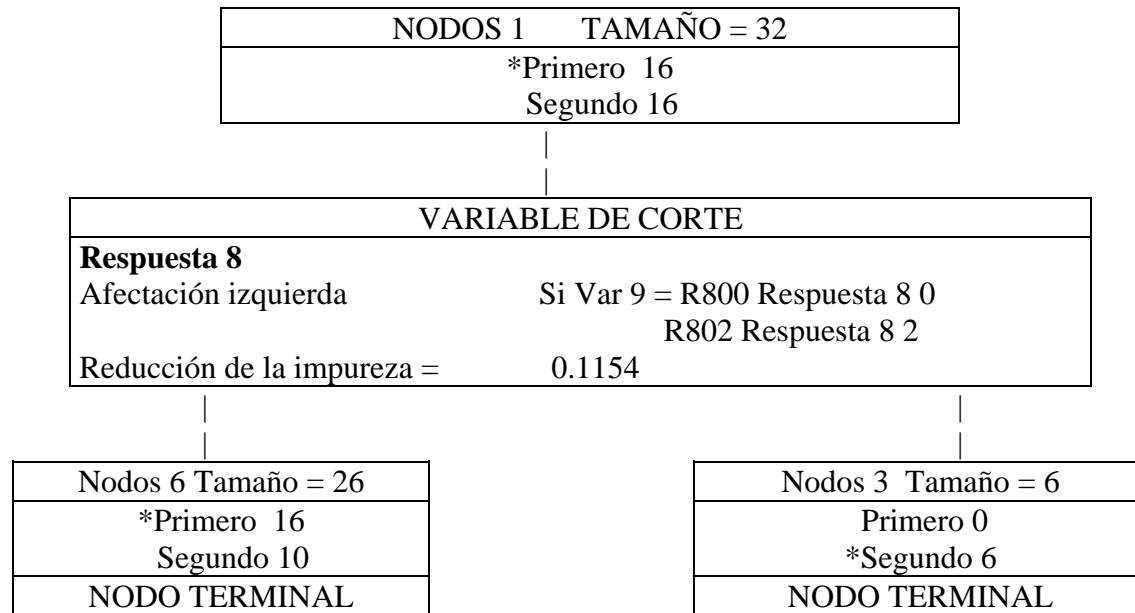 NODOS 1 TAMAÑO = 32
*Primero 16
Segundo 16
VARIABLE DE CORTE
Respuesta 8
Afectación izquierda Si Var 9 = R800 Respuesta 8 0
R802 Respuesta 8 2
Reducción de la impureza = 0.1154
Nodos 6 Tamaño = 26
*Primero 16
Segundo 10
NODO TERMINAL
Nodos 3 Tamaño = 6
Primero 0
*Segundo 6
NODO TERMINAL